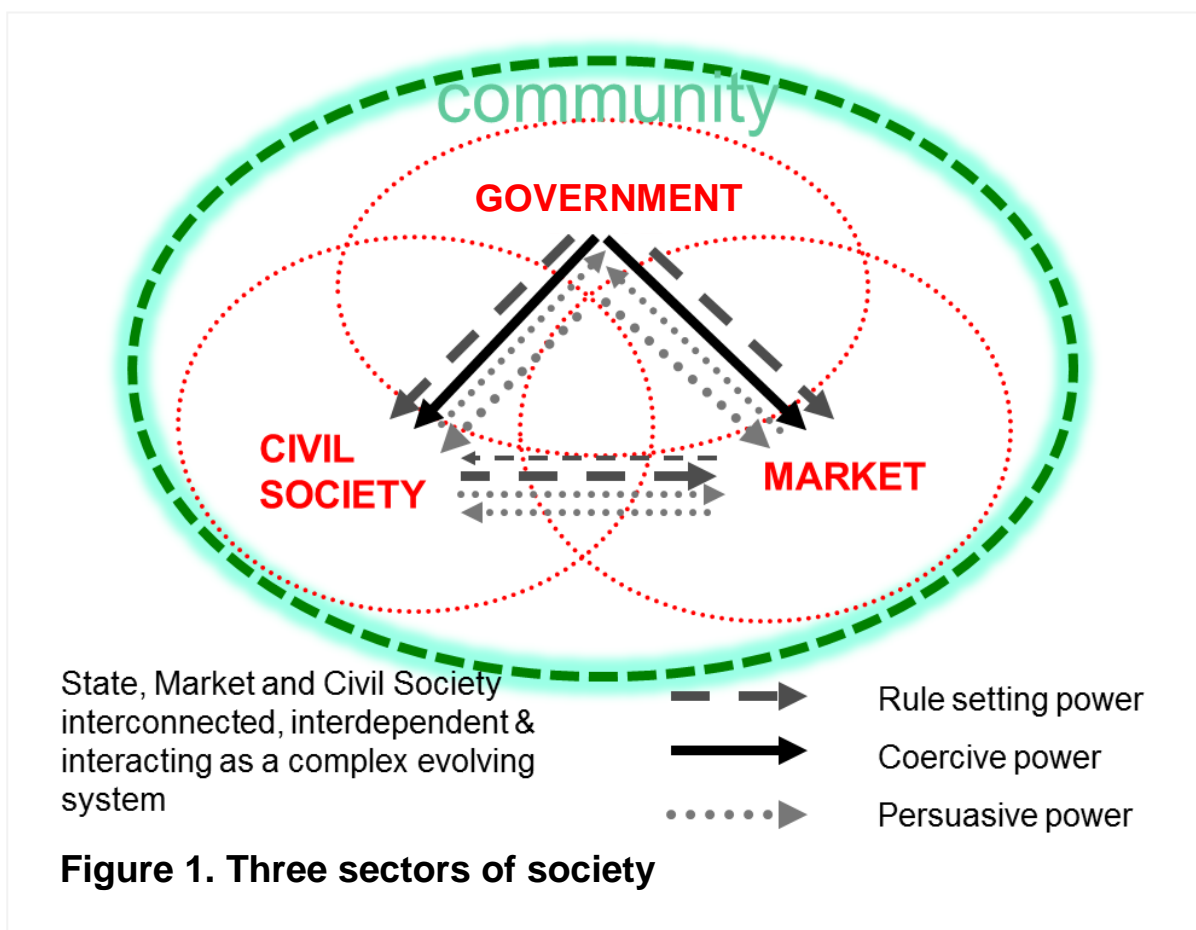 community
GOVERNMENT
CIVIL
SOCIETY
MARKET
State, Market and Civil Society
interconnected, interdependent &
interacting as a complex evolving
system
Rule setting power
Coercive power
Persuasive power
Figure 1. Three sectors of society